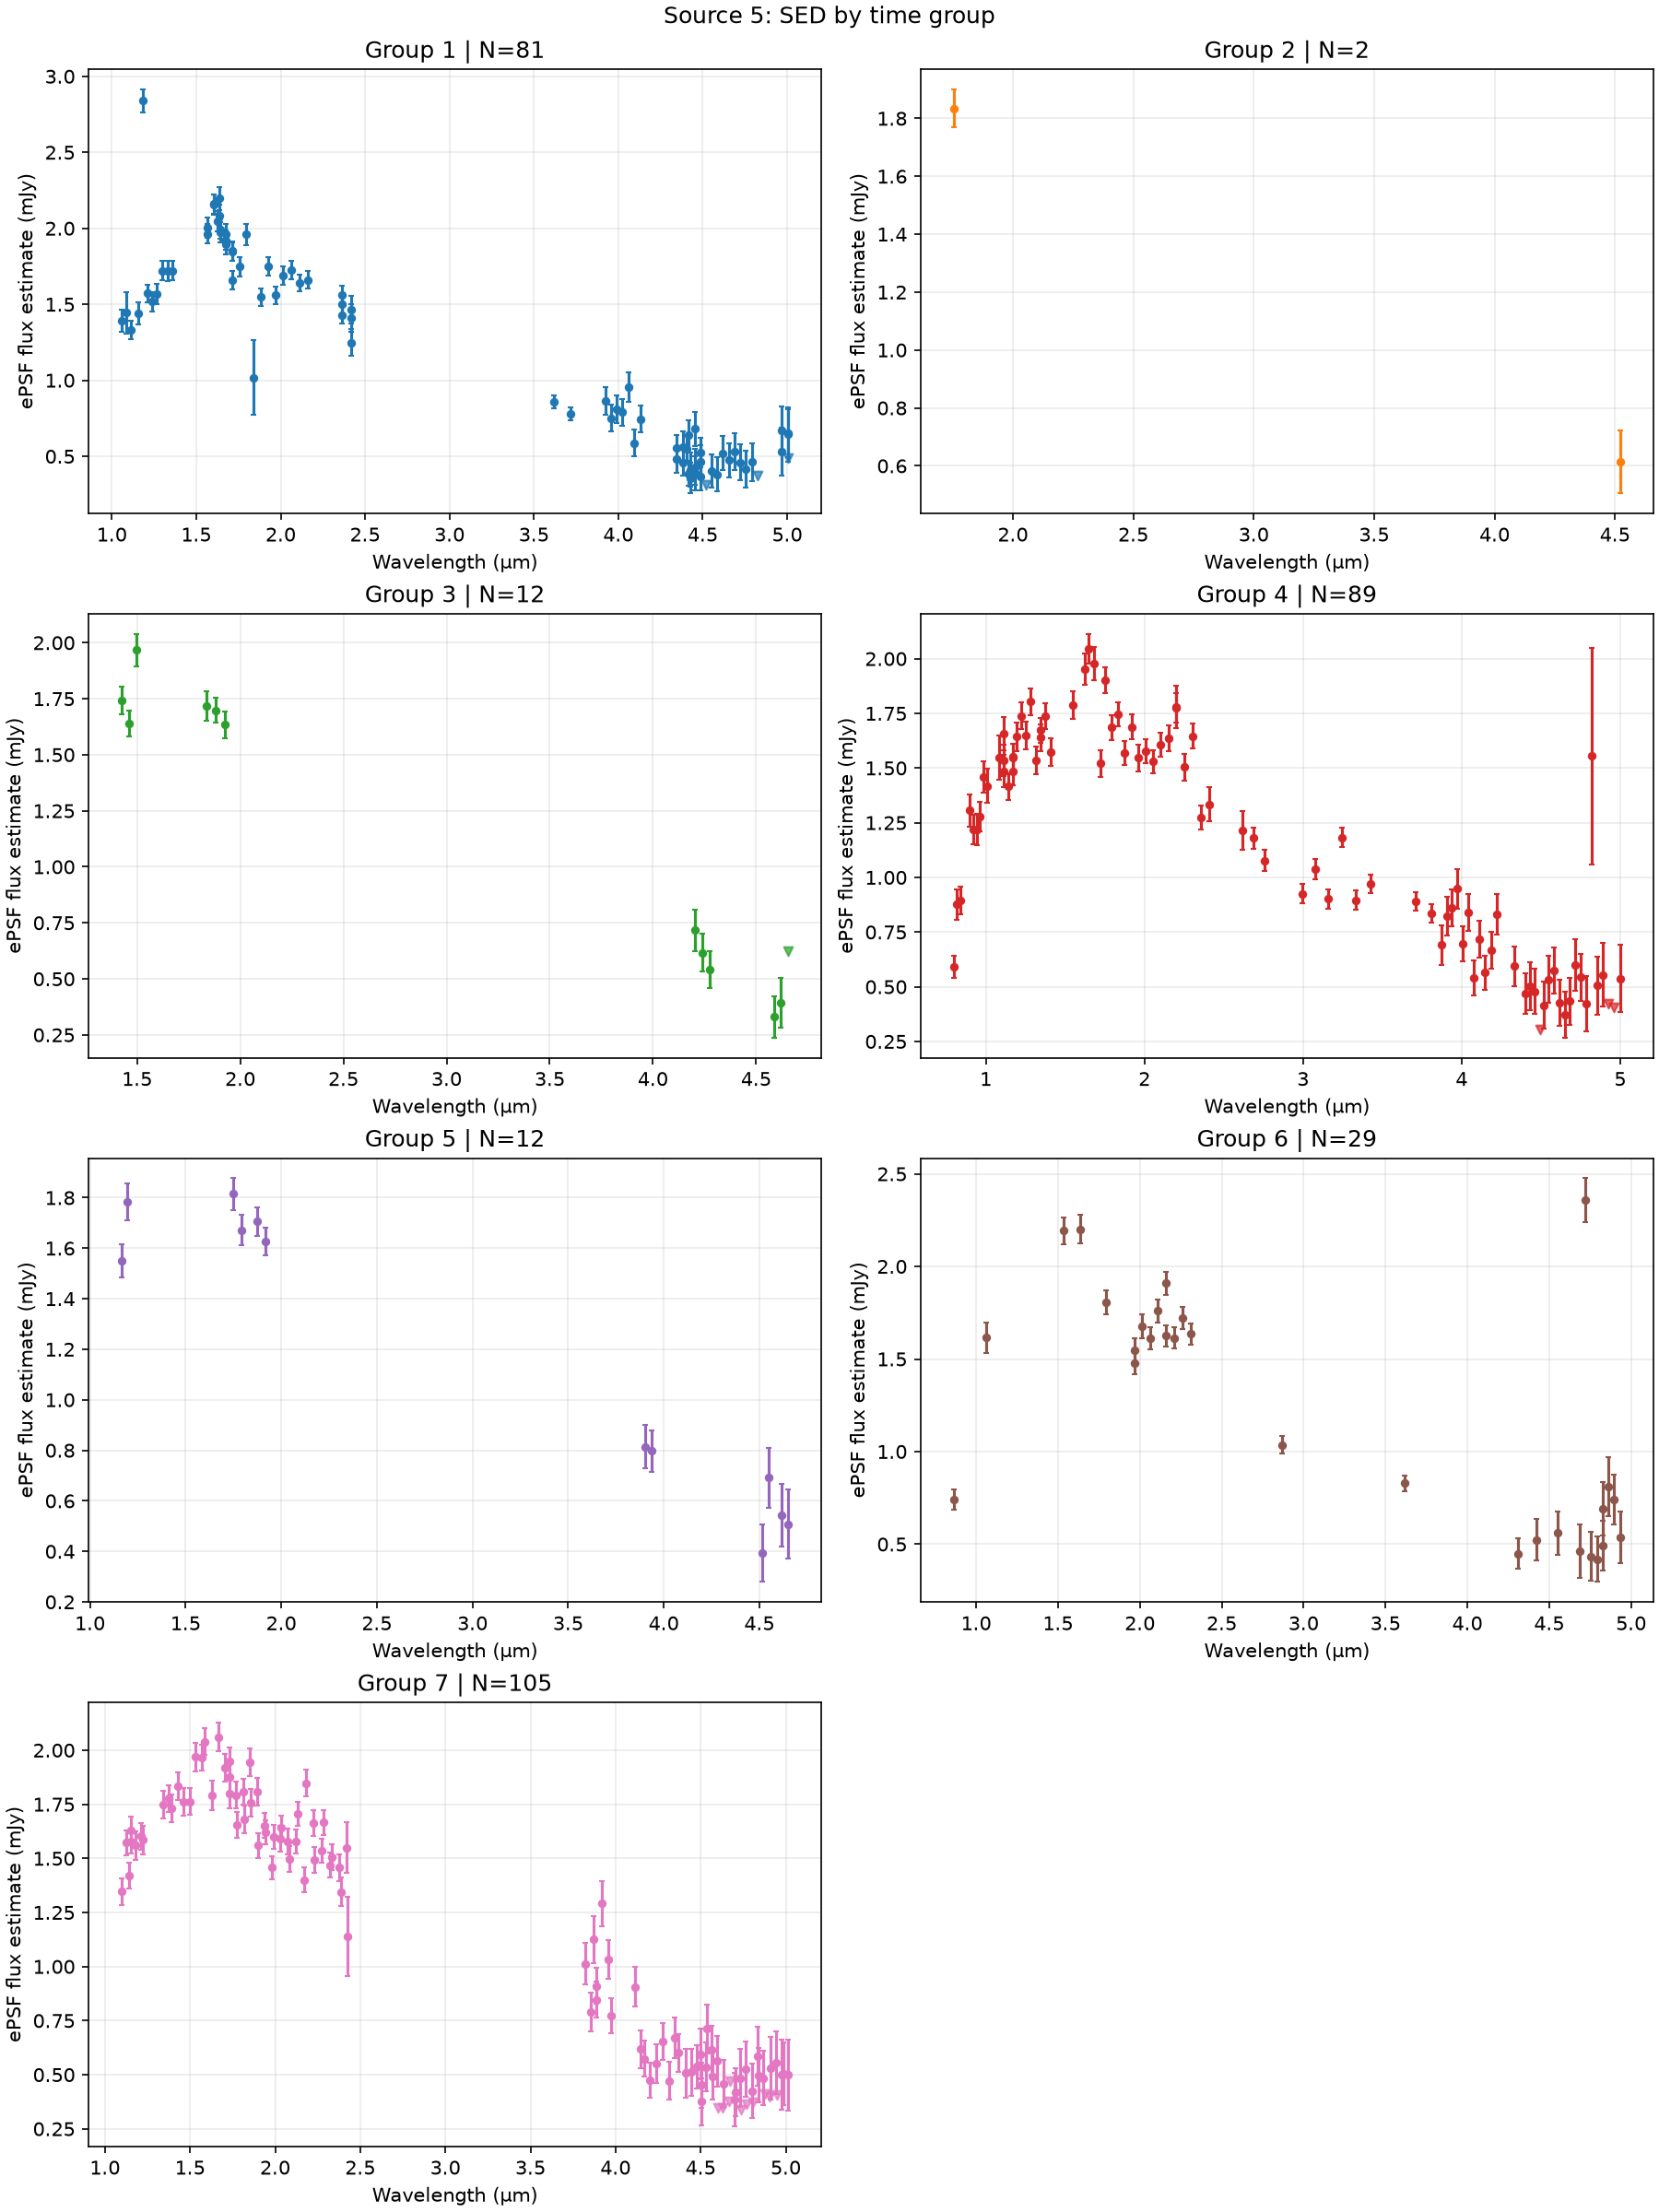 Source 5: SED by time group
Group 1 | N=81
3.0
2.5
2.0
1.5
1.0
0.5
ePSF flux estimate (mJy)
1.0 1.5 2.0 2.5 3.0 3.5 4.0 4.5 5.0
Wavelength (µm)
Group 2 | N=2
1.8
1.6
1.4
1.2
1.0
0.8
0.6
ePSF flux estimate (mJy)
2.0 2.5 3.0 3.5 4.0 4.5
Wavelength (µm)
Group 3 | N=12
2.00
1.75
1.50
1.25
1.00
0.75
0.50
0.25
ePSF flux estimate (mJy)
1.5 2.0 2.5 3.0 3.5 4.0 4.5
Wavelength (µm)
Group 4 | N=89
2.00
1.75
1.50
1.25
1.00
0.75
0.50
0.25
ePSF flux estimate (mJy)
1 2 3 4 5
Wavelength (µm)
Group 5 | N=12
1.8
1.6
1.4
1.2
1.0
0.8
0.6
0.4
0.2
ePSF flux estimate (mJy)
1.0 1.5 2.0 2.5 3.0 3.5 4.0 4.5
Wavelength (µm)
Group 6 | N=29
2.5
2.0
1.5
1.0
0.5
ePSF flux estimate (mJy)
1.0 1.5 2.0 2.5 3.0 3.5 4.0 4.5 5.0
Wavelength (µm)
Group 7 | N=105
2.00
1.75
1.50
1.25
1.00
0.75
0.50
0.25
ePSF flux estimate (mJy)
1.0 1.5 2.0 2.5 3.0 3.5 4.0 4.5 5.0
Wavelength (µm)